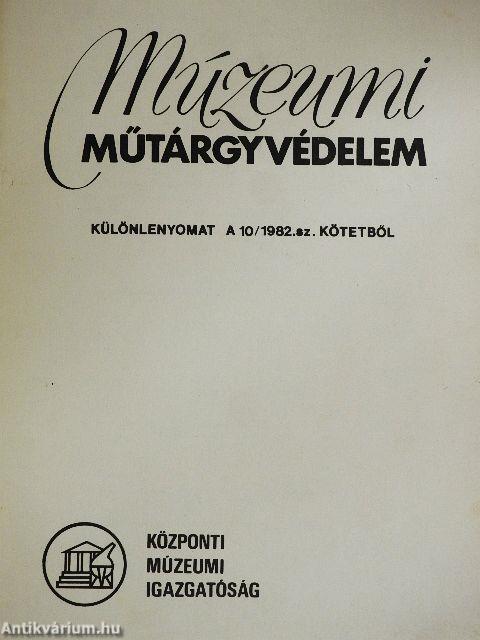 Múzeumi
MŰTÁRGYVÉDELEM
KÜLÖNLENYOMAT A 10/1982.sz. KÖTETBŐL
KÖZPONTI
MÚZEUMI
IGAZGATÓSÁG
Antikvárium.hu